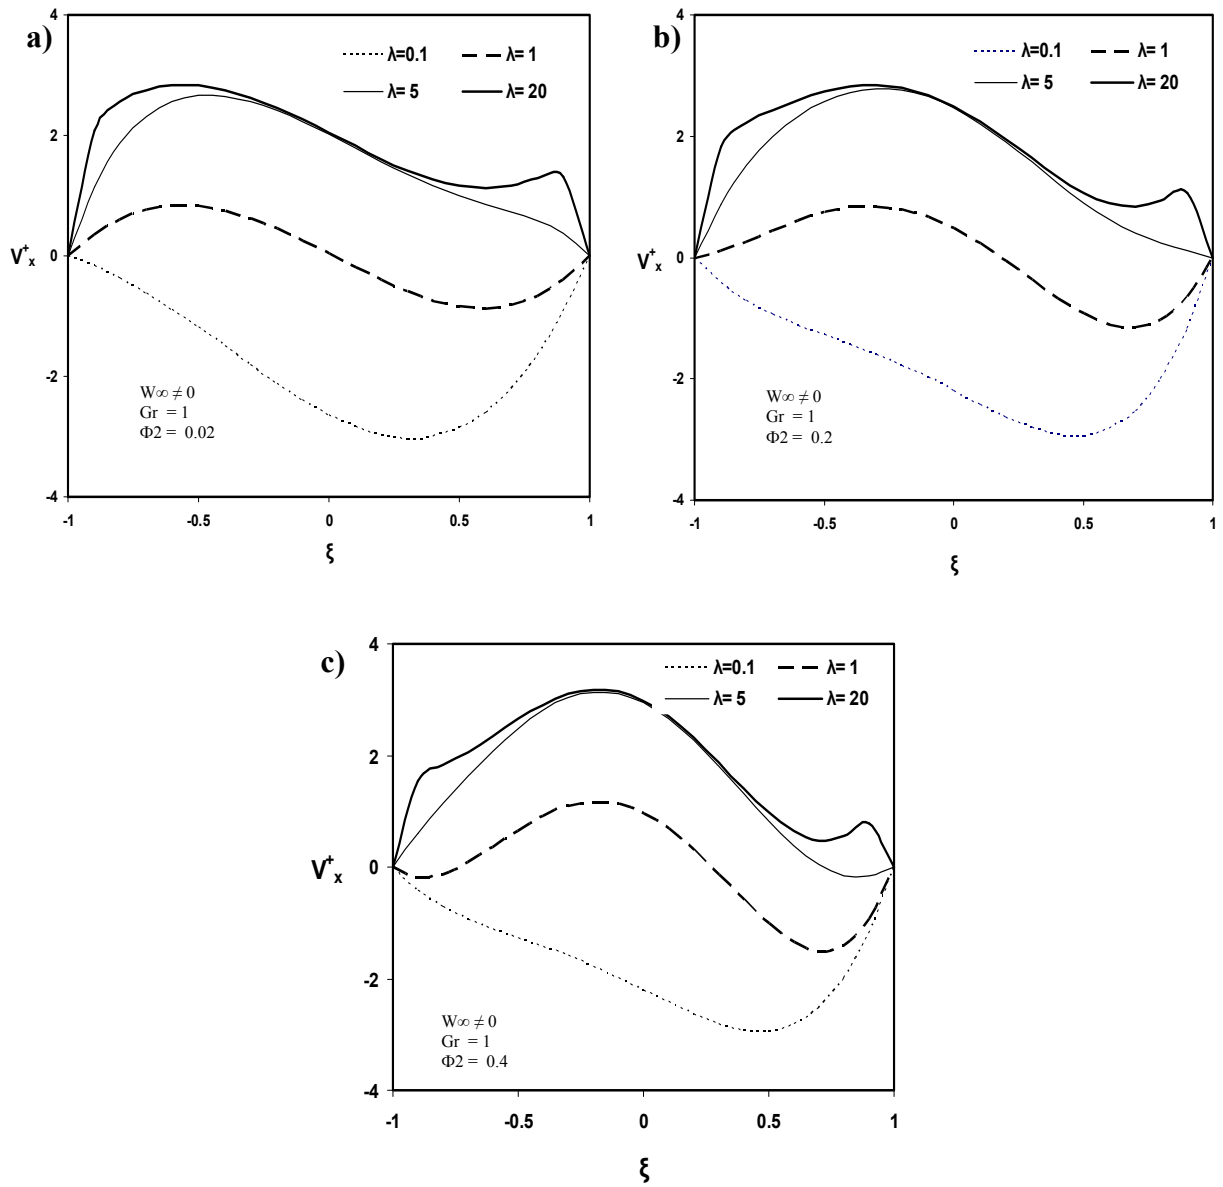 a)
4
2
0
-2
-4
V⁺ₓ
λ=0.1 λ= 1
λ= 5 λ= 20
W∞ ≠ 0
Gr = 1
Φ2 = 0.02
-1 -0.5 0 0.5 1
ξ
b)
4
2
0
-2
-4
V⁺ₓ
λ=0.1 λ= 1
λ= 5 λ= 20
W∞ ≠ 0
Gr = 1
Φ2 = 0.2
-1 -0.5 0 0.5 1
ξ
c)
4
2
0
-2
-4
V⁺ₓ
λ=0.1 λ= 1
λ= 5 λ= 20
W∞ ≠ 0
Gr = 1
Φ2 = 0.4
-1 -0.5 0 0.5 1
ξ